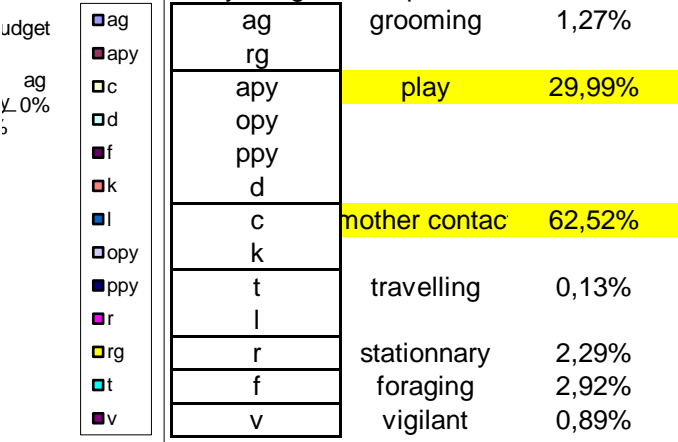 udget
ag
0%
ag
apy
c
d
f
k
l
opy
ppy
r
rg
t
v
ag grooming 1,27%
rg
apy play 29,99%
opy
ppy
d
c mother contac 62,52%
k
t travelling 0,13%
l
r stationnary 2,29%
f foraging 2,92%
v vigilant 0,89%